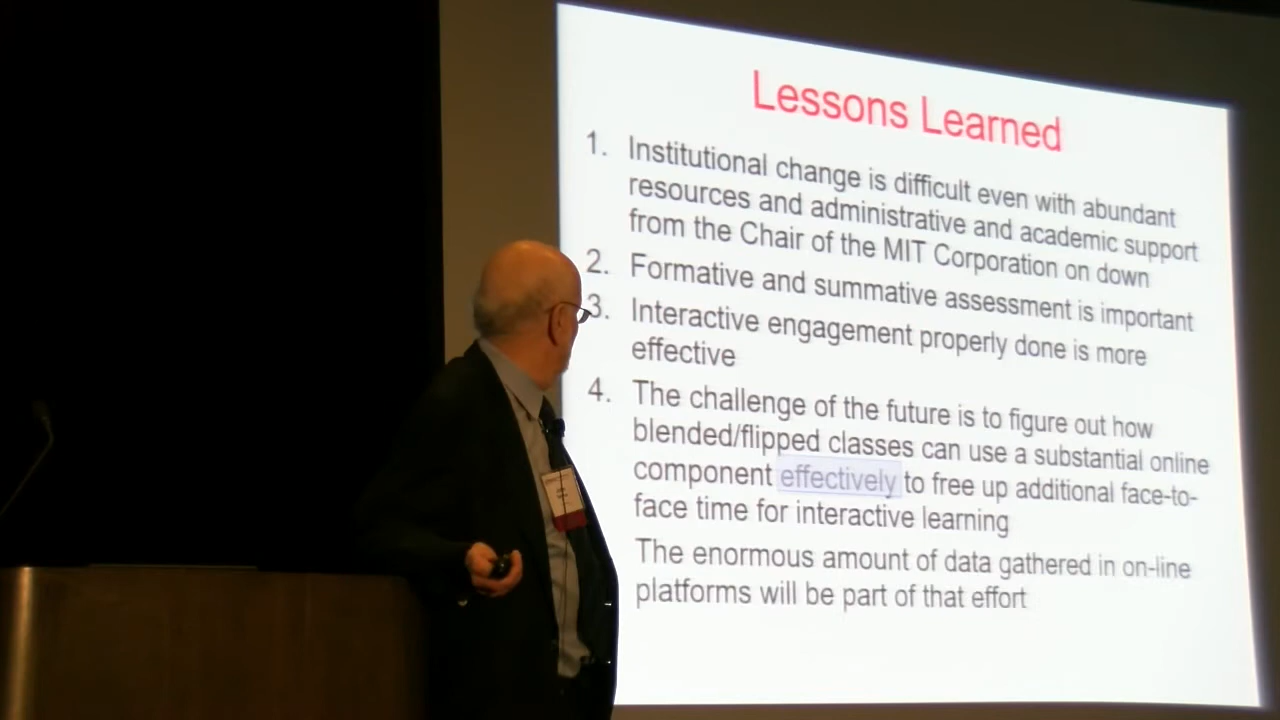 Lessons Learned
1. Institutional change is difficult even with abundant
resources and administrative and academic support
from the Chair of the MIT Corporation on down
2. Formative and summative assessment is important
3. Interactive engagement properly done is more
effective
4. The challenge of the future is to figure out how
blended/flipped classes can use a substantial online
component effectively to free up additional face-to-
face time for interactive learning
The enormous amount of data gathered in on-line
platforms will be part of that effort